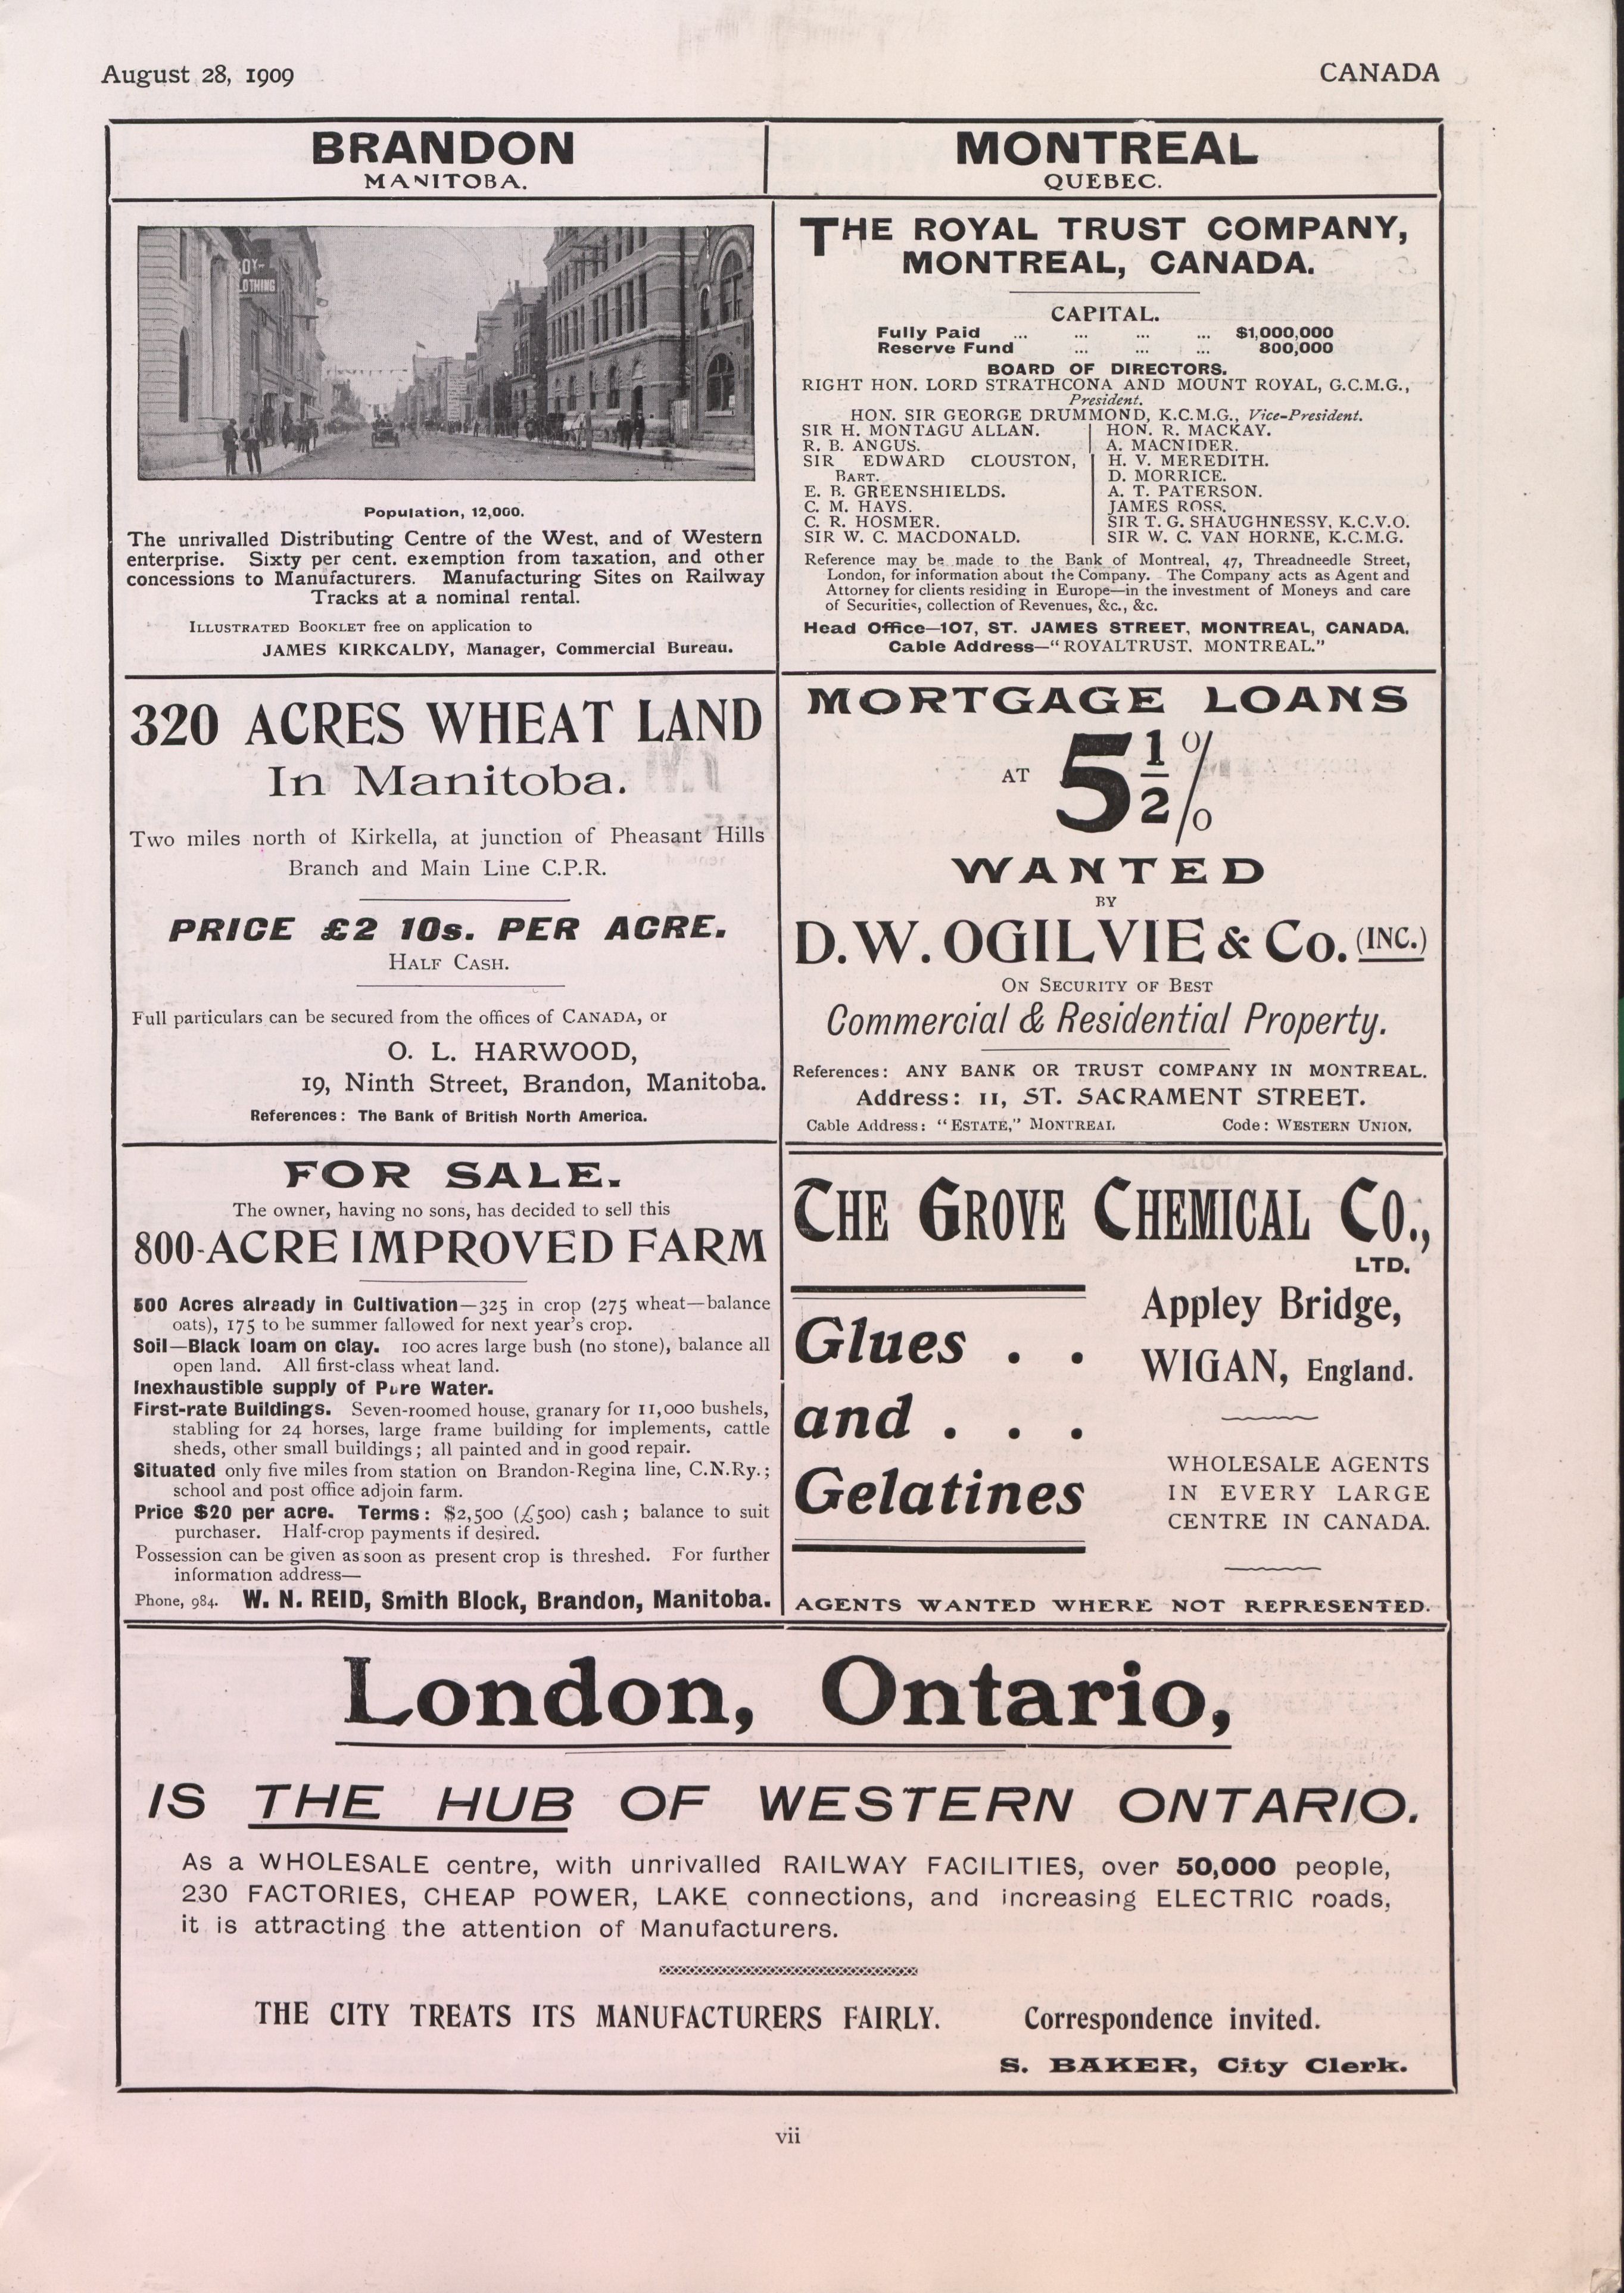 August 28, 1909
CANADA
BRANDON
MANITOBA.
OY-
LOTHING
Population, 12,000.
The unrivalled Distributing Centre of the West, and of Western
enterprise. Sixty per cent. exemption from taxation, and other
concessions to Manufacturers. Manufacturing Sites on Railway
Tracks at a nominal rental.
ILLUSTRATED BOOKLET free on application to
JAMES KIRKCALDY, Manager, Commercial Bureau.
320 ACRES WHEAT LAND
In Manitoba.
Two miles north of Kirkella, at junction of Pheasant Hills
Branch and Main Line C.P.R.
PRICE £2 10s. PER ACRE.
HALF CASH.
Full particulars can be secured from the offices of CANADA, or
O. L. HARWOOD,
19, Ninth Street, Brandon, Manitoba.
References: The Bank of British North America.
FOR SALE.
The owner, having no sons, has decided to sell this
800-ACRE IMPROVED FARM
500 Acres already in Cultivation—325 in crop (275 wheat—balance
oats), 175 to be summer fallowed for next year's crop.
Soil—Black loam on clay. 100 acres large bush (no stone), balance all
open land. All first-class wheat land.
Inexhaustible supply of Pure Water.
First-rate Buildings. Seven-roomed house, granary for 11,000 bushels,
stabling for 24 horses, large frame building for implements, cattle
sheds, other small buildings; all painted and in good repair.
Situated only five miles from station on Brandon-Regina line, C.N.Ry.;
school and post office adjoin farm.
Price $20 per acre. Terms: $2,500 (£500) cash; balance to suit
purchaser. Half-crop payments if desired.
Possession can be given as soon as present crop is threshed. For further
information address—
Phone, 984. W. N. REID, Smith Block, Brandon, Manitoba.
MONTREAL
QUEBEC.
THE ROYAL TRUST COMPANY,
MONTREAL, CANADA.
CAPITAL.
Fully Paid ... ... ... ... $1,000,000
Reserve Fund ... ... ... 800,000
BOARD OF DIRECTORS.
RIGHT HON. LORD STRATHCONA AND MOUNT ROYAL, G.C.M.G.,
President.
HON. SIR GEORGE DRUMMOND, K.C.M.G., Vice-President.
SIR H. MONTAGU ALLAN. HON. R. MACKAY.
R. B. ANGUS. A. MACNIDER.
SIR EDWARD CLOUSTON, H. V. MEREDITH.
BART. D. MORRICE.
E. B. GREENSHIELDS. A. T. PATERSON.
C. M. HAYS. JAMES ROSS.
C. R. HOSMER. SIR T. G. SHAUGHNESSY, K.C.V.O.
SIR W. C. MACDONALD. SIR W. C. VAN HORNE, K.C.M.G.
Reference may be made to the Bank of Montreal, 47, Threadneedle Street,
London, for information about the Company. The Company acts as Agent and
Attorney for clients residing in Europe—in the investment of Moneys and care
of Securities, collection of Revenues, &c., &c.
Head Office—107, ST. JAMES STREET, MONTREAL, CANADA.
Cable Address—"ROYALTRUST. MONTREAL."
MORTGAGE LOANS
AT 5½%
WANTED
BY
D. W. OGILVIE & Co. (INC.)
ON SECURITY OF BEST
Commercial & Residential Property.
References: ANY BANK OR TRUST COMPANY IN MONTREAL.
Address: 11, ST. SACRAMENT STREET.
Cable Address: "ESTATE," MONTREAL Code: WESTERN UNION.
THE GROVE CHEMICAL CO.,
LTD.
Appley Bridge,
WIGAN, England.
Glues . .
and . . .
Gelatines
WHOLESALE AGENTS
IN EVERY LARGE
CENTRE IN CANADA.
AGENTS WANTED WHERE NOT REPRESENTED.
London, Ontario,
IS THE HUB OF WESTERN ONTARIO.
As a WHOLESALE centre, with unrivalled RAILWAY FACILITIES, over 50,000 people,
230 FACTORIES, CHEAP POWER, LAKE connections, and increasing ELECTRIC roads,
it is attracting the attention of Manufacturers.
THE CITY TREATS ITS MANUFACTURERS FAIRLY. Correspondence invited.
S. BAKER, City Clerk.
vii